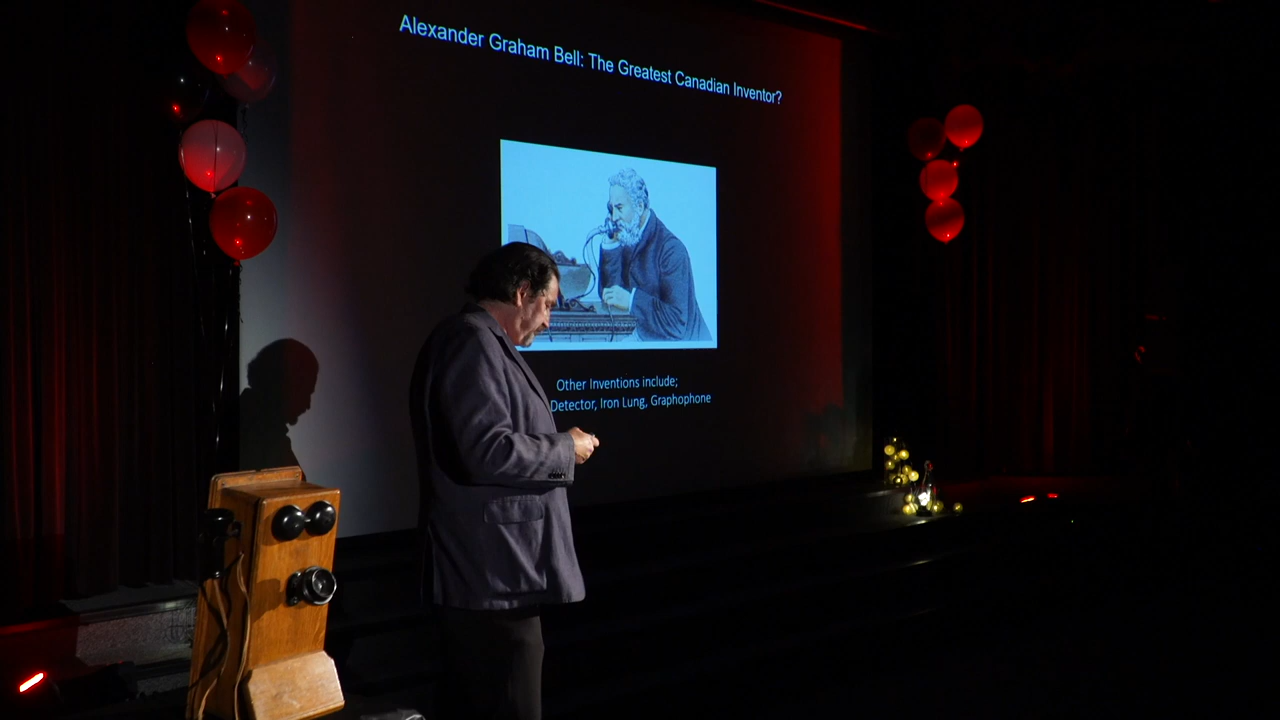 Alexander Graham Bell: The Greatest Canadian Inventor?
Other Inventions include;
Detector, Iron Lung, Graphophone